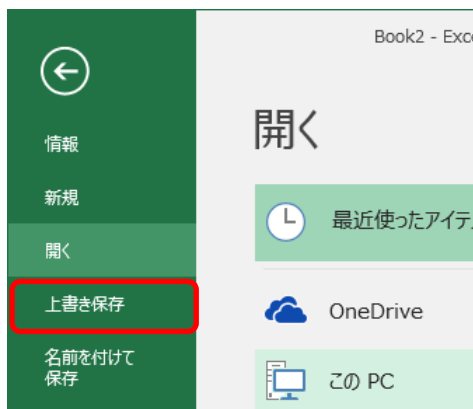 Book2 - Exc
情報
新規
開く
上書き保存
名前を付けて
保存
開く
最近使ったアイテ
OneDrive
この PC